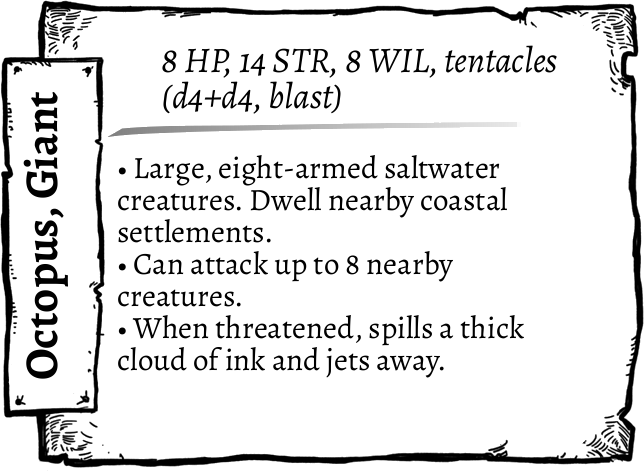 Octopus, Giant
8 HP, 14 STR, 8 WIL, tentacles
(d4+d4, blast)
• Large, eight-armed saltwater
creatures. Dwell nearby coastal
settlements.
• Can attack up to 8 nearby
creatures.
• When threatened, spills a thick
cloud of ink and jets away.